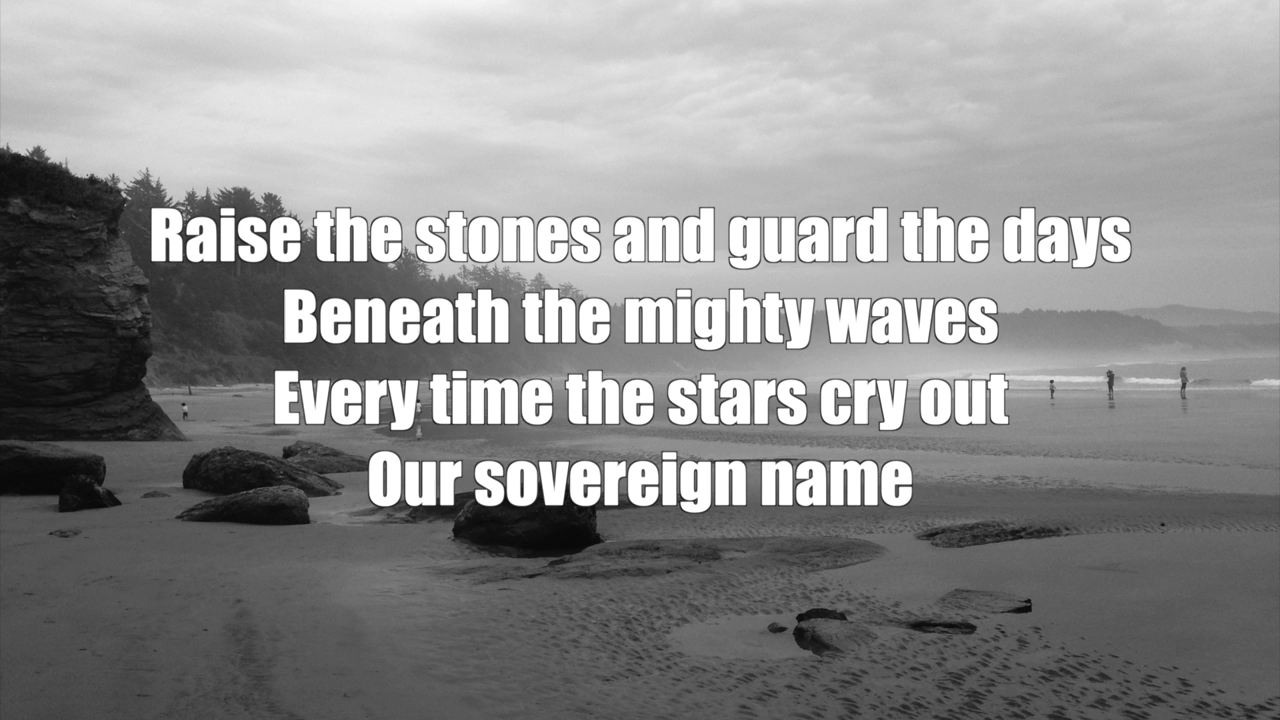 Raise the stones and guard the days
Beneath the mighty waves
Every time the stars cry out
Our sovereign name